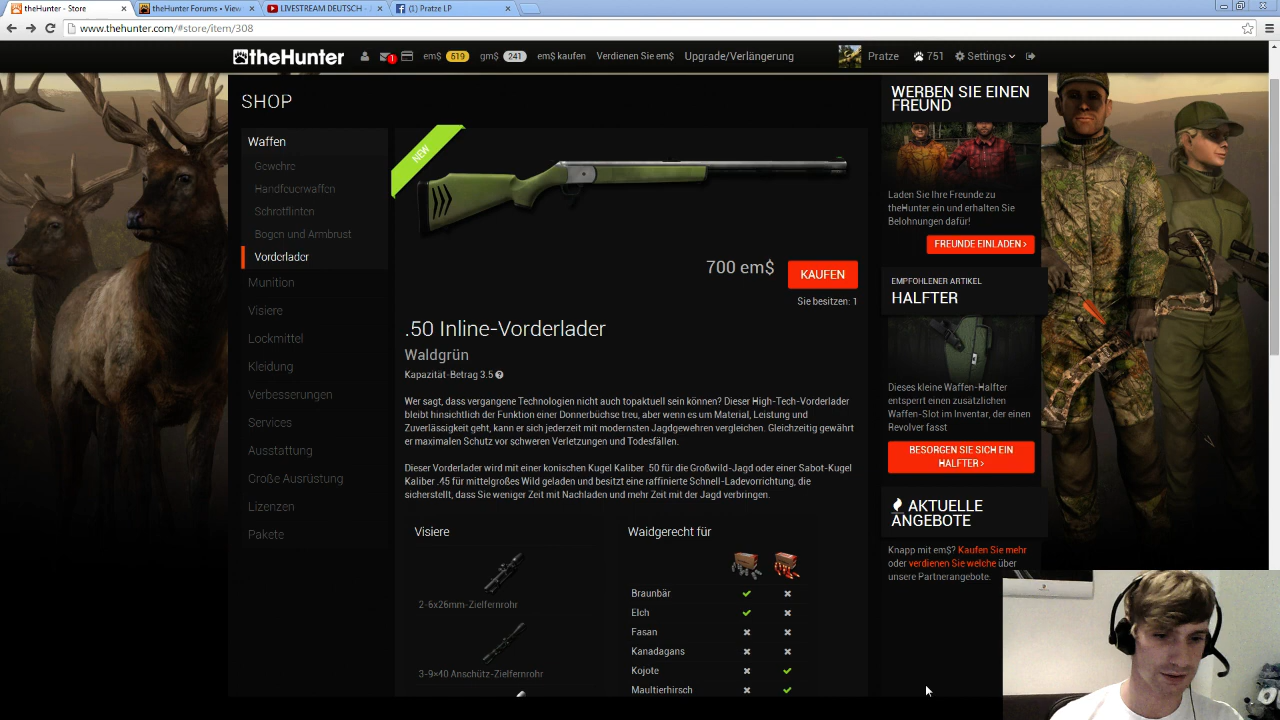 theHunter - Store
theHunter Forums • View
LIVESTREAM DEUTSCH -
(3) Pratze LP
www.thehunter.com/#store/item/308
theHunter
1
em$ 519
gm$ 241
em$ kaufen
Verdienen Sie em$
Upgrade/Verlängerung
Pratze
751
Settings
SHOP
Waffen
Gewehre
Handfeuerwaffen
Schrotflinten
Bogen und Armbrust
Vorderlader
Munition
Visiere
Lockmittel
Kleidung
Verbesserungen
Services
Ausstattung
Große Ausrüstung
Lizenzen
Pakete
NEW
700 em$
KAUFEN
Sie besitzen: 1
.50 Inline-Vorderlader
Waldgrün
Kapazität-Betrag 3.5
Wer sagt, dass vergangene Technologien nicht auch topaktuell sein können? Dieser High-Tech-Vorderlader
bleibt hinsichtlich der Funktion einer Donnerbüchse treu, aber wenn es um Material, Leistung und
Zuverlässigkeit geht, kann er sich jederzeit mit modernsten Jagdgewehren vergleichen. Gleichzeitig gewährt
er maximalen Schutz vor schweren Verletzungen und Todesfällen.
Dieser Vorderlader wird mit einer konischen Kugel Kaliber .50 für die Großwild-Jagd oder einer Sabot-Kugel
Kaliber .45 für mittelgroßes Wild geladen und besitzt eine raffinierte Schnell-Ladevorrichtung, die
sicherstellt, dass Sie weniger Zeit mit Nachladen und mehr Zeit mit der Jagd verbringen.
Visiere
2-6x26mm-Zielfernrohr
3-9×40 Anschütz-Zielfernrohr
Waidgerecht für
Braunbär
Elch
Fasan
Kanadagans
Kojote
Maultierhirsch
WERBEN SIE EINEN
FREUND
Laden Sie Ihre Freunde zu
theHunter ein und erhalten Sie
Belohnungen dafür!
FREUNDE EINLADEN ›
EMPFOHLENER ARTIKEL
HALFTER
Dieses kleine Waffen-Halfter
entsperrt einen zusätzlichen
Waffen-Slot im Inventar, der einen
Revolver fasst
BESORGEN SIE SICH EIN
HALFTER ›
AKTUELLE
ANGEBOTE
Knapp mit em$? Kaufen Sie mehr
oder verdienen Sie welche über
unsere Partnerangebote.